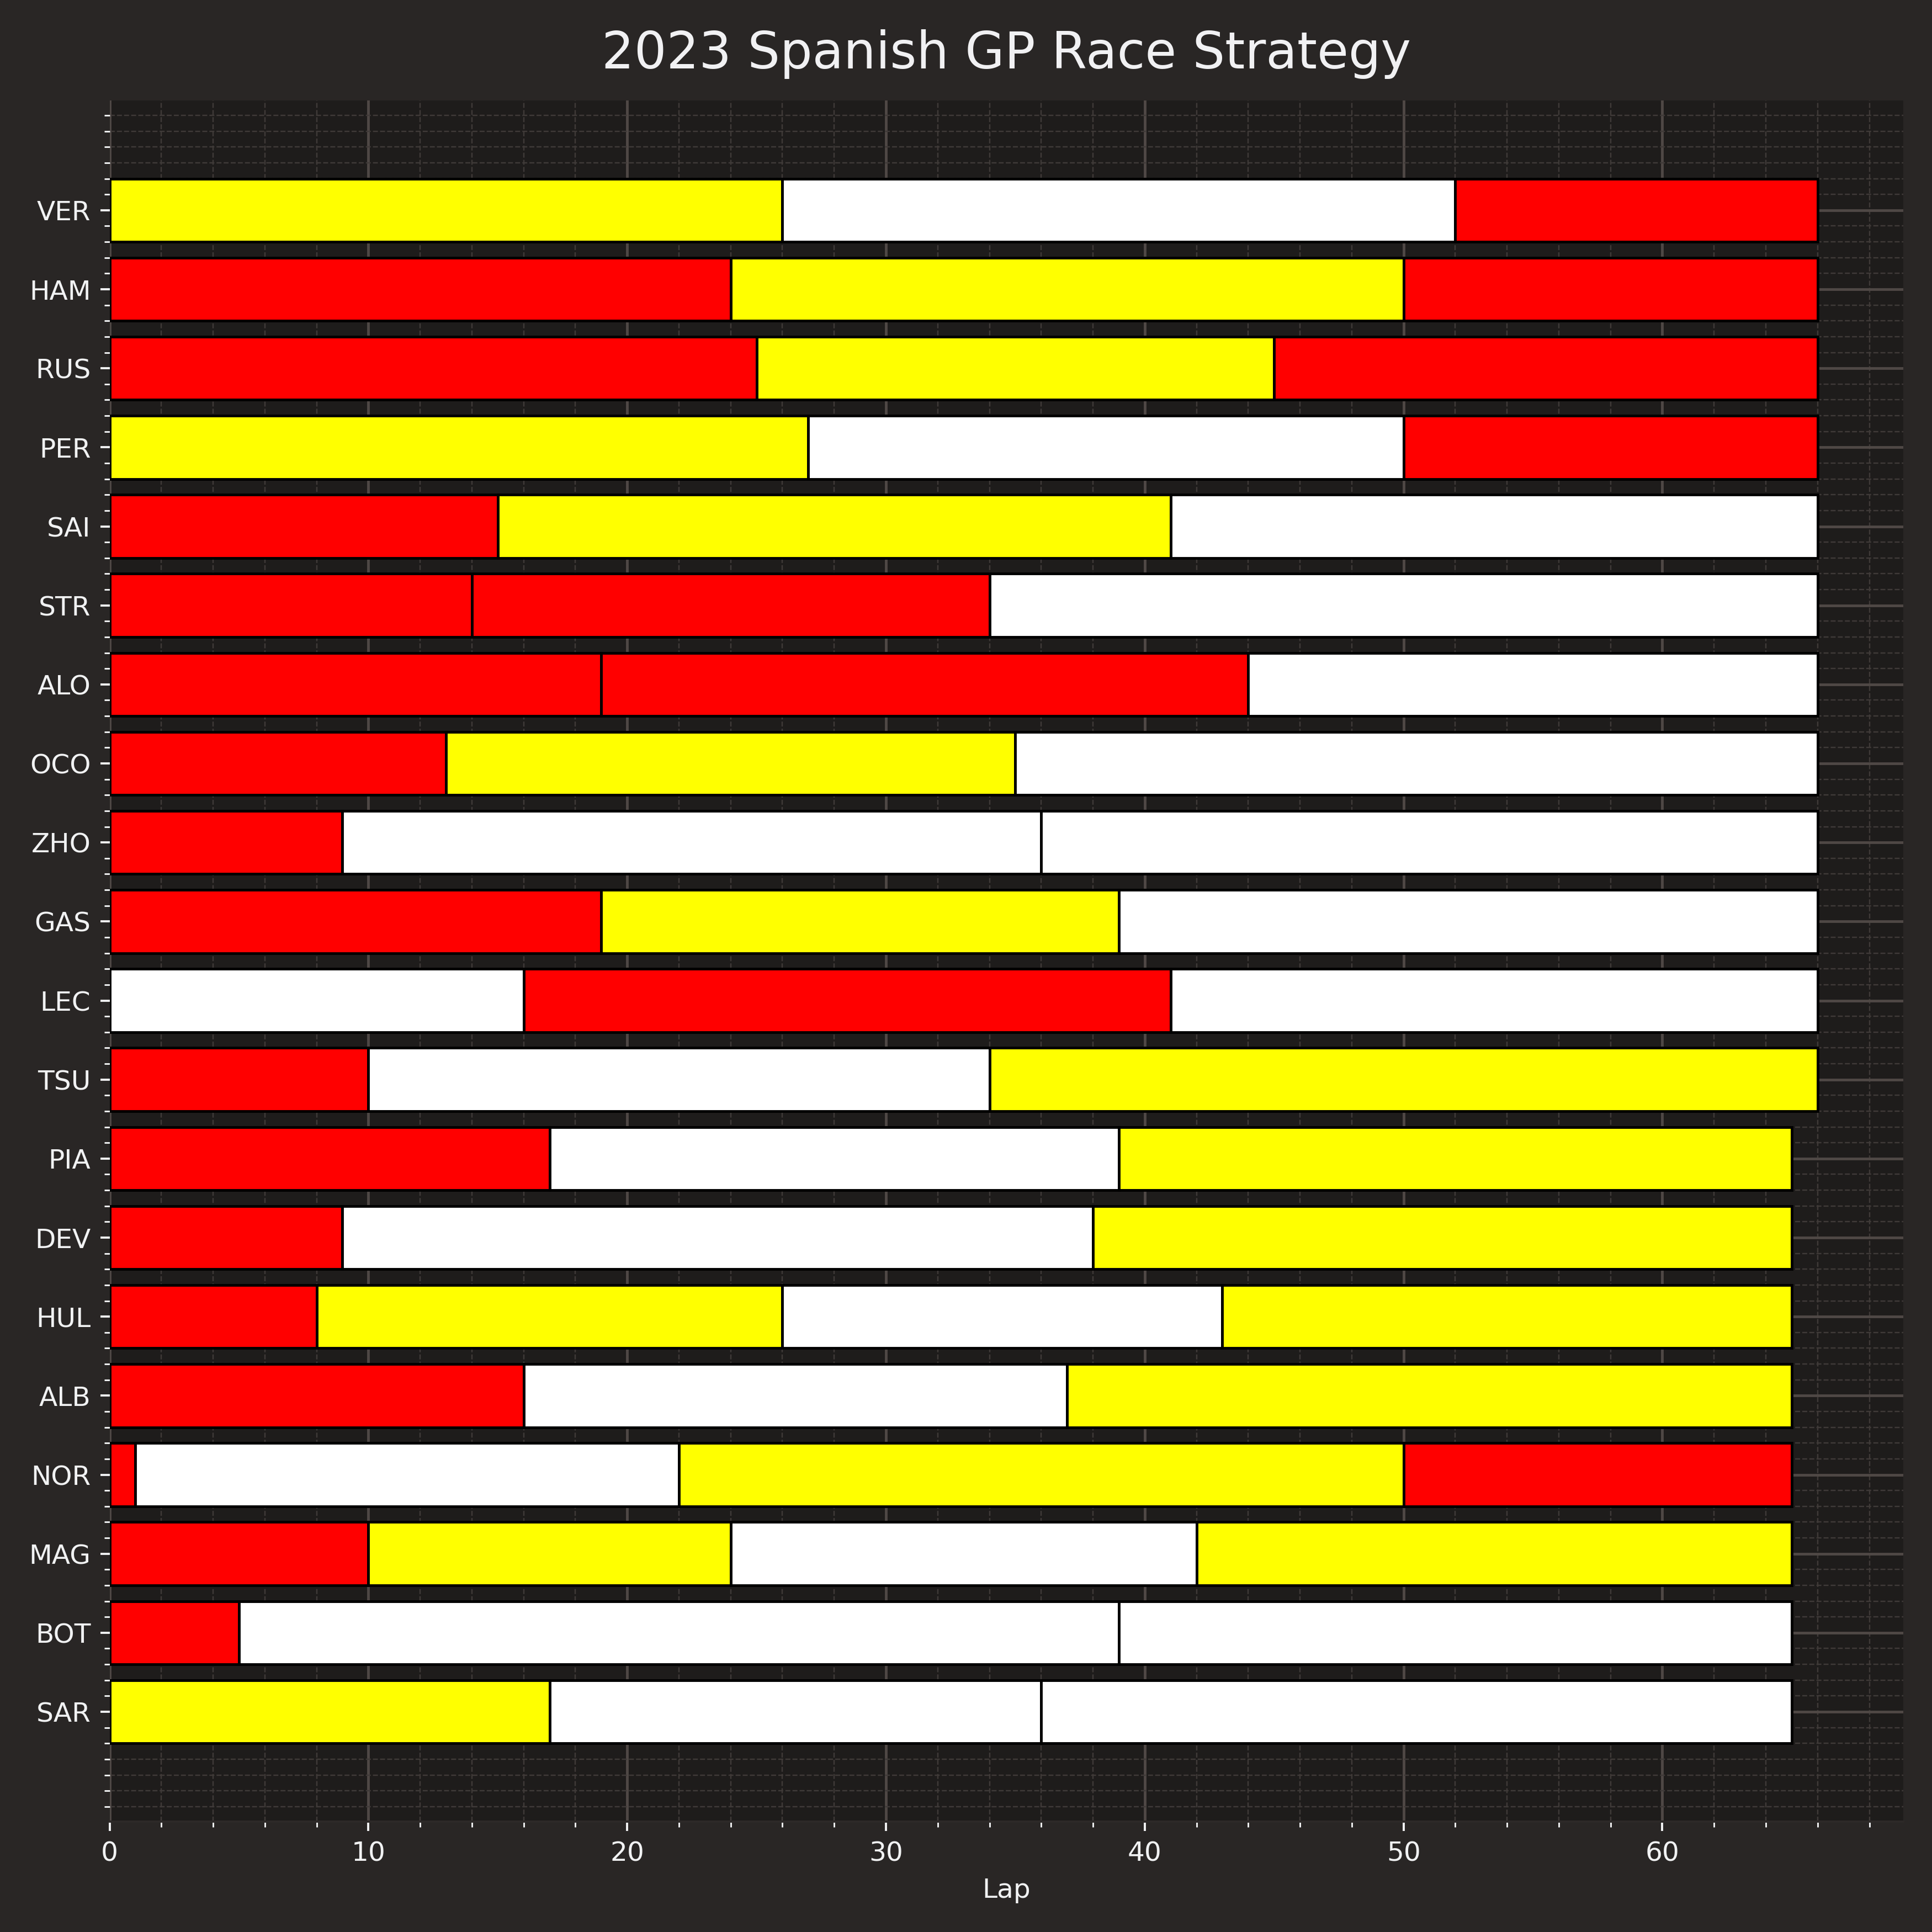 2023 Spanish GP Race Strategy
VER
HAM
RUS
PER
SAI
STR
ALO
OCO
ZHO
GAS
LEC
TSU
PIA
DEV
HUL
ALB
NOR
MAG
BOT
SAR
0 10 20 30 40 50 60
Lap